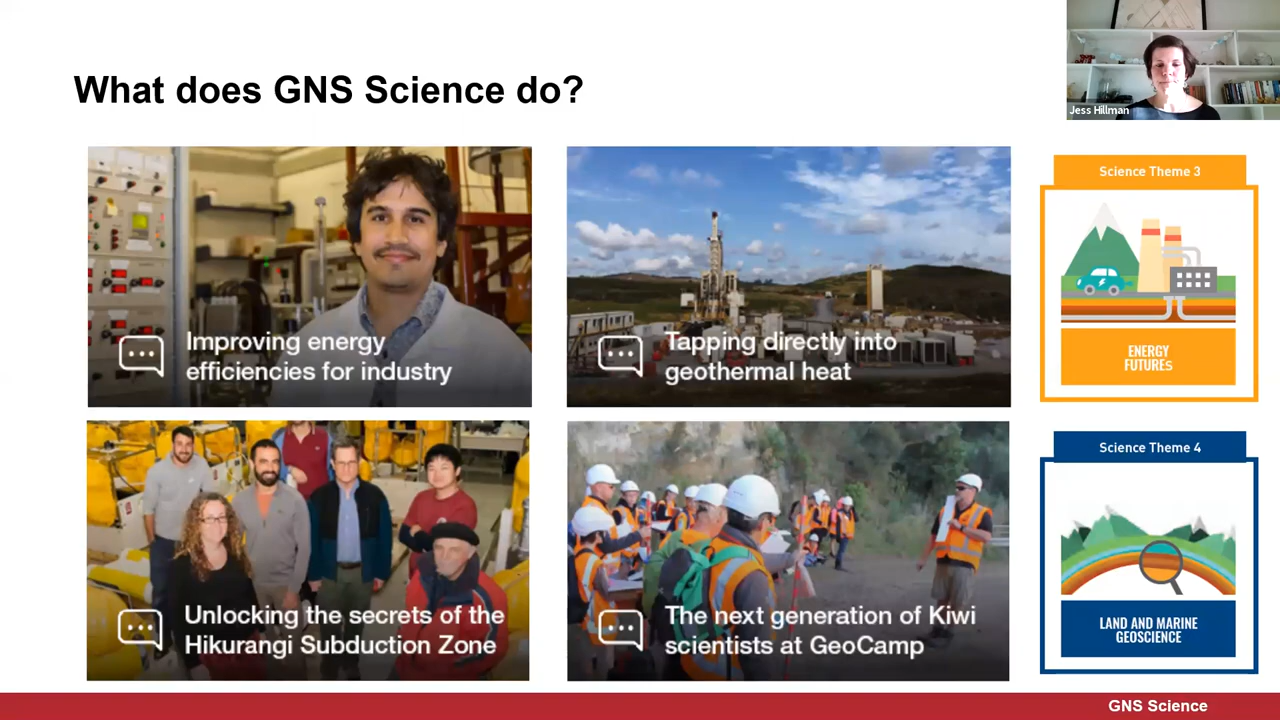 What does GNS Science do?
Jess Hillman
Improving energy
efficiencies for industry
Tapping directly into
geothermal heat
Science Theme 3
ENERGY
FUTURES
Unlocking the secrets of the
Hikurangi Subduction Zone
The next generation of Kiwi
scientists at GeoCamp
Science Theme 4
LAND AND MARINE
GEOSCIENCE
GNS Science